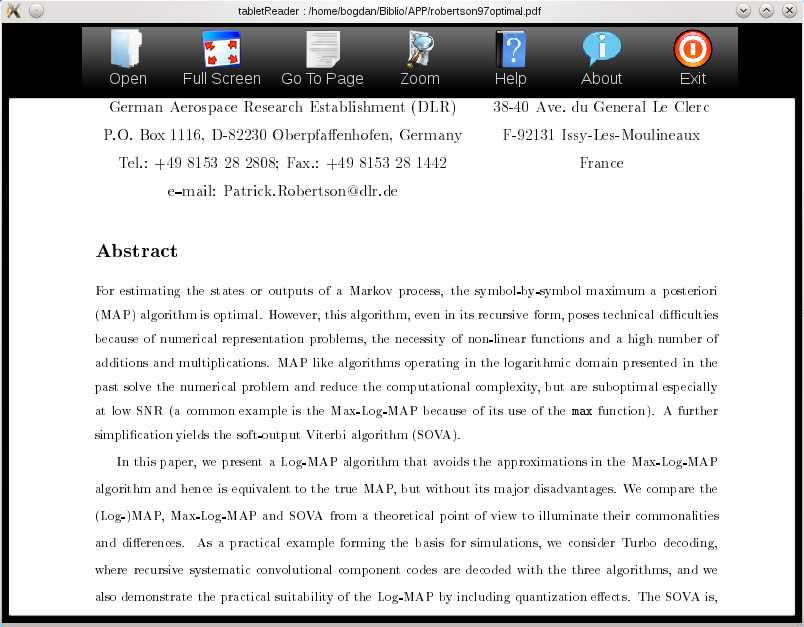 tabletReader : /home/bogdan/Biblio/APP/robertson97optimal.pdf
Open Full Screen Go To Page Zoom Help About Exit
German Aerospace Research Establishment (DLR) 38-40 Ave. du General Le Clerc
P.O. Box 1116, D-82230 Oberpfaffenhofen, Germany F-92131 Issy-Les-Moulineaux
Tel.: +49 8153 28 2808; Fax.: +49 8153 28 1442 France
e-mail: Patrick.Robertson@dlr.de
Abstract
For estimating the states or outputs of a Markov process, the symbol-by-symbol maximum a posteriori
(MAP) algorithm is optimal. However, this algorithm, even in its recursive form, poses technical difficulties
because of numerical representation problems, the necessity of non-linear functions and a high number of
additions and multiplications. MAP like algorithms operating in the logarithmic domain presented in the
past solve the numerical problem and reduce the computational complexity, but are suboptimal especially
at low SNR (a common example is the Max-Log-MAP because of its use of the max function). A further
simplification yields the soft-output Viterbi algorithm (SOVA).
In this paper, we present a Log-MAP algorithm that avoids the approximations in the Max-Log-MAP
algorithm and hence is equivalent to the true MAP, but without its major disadvantages. We compare the
(Log-)MAP, Max-Log-MAP and SOVA from a theoretical point of view to illuminate their commonalities
and differences. As a practical example forming the basis for simulations, we consider Turbo decoding,
where recursive systematic convolutional component codes are decoded with the three algorithms, and we
also demonstrate the practical suitability of the Log-MAP by including quantization effects. The SOVA is,